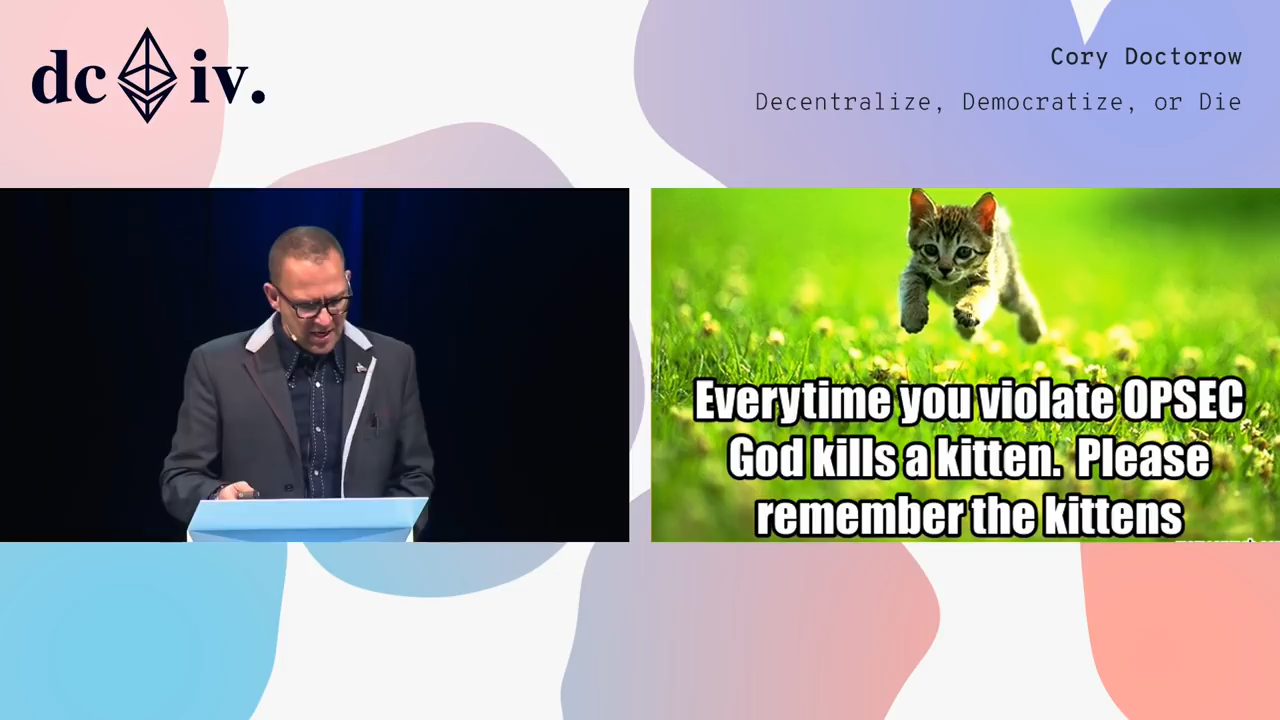 dc iv.
Cory Doctorow
Decentralize, Democratize, or Die
Everytime you violate OPSEC
God kills a kitten. Please
remember the kittens